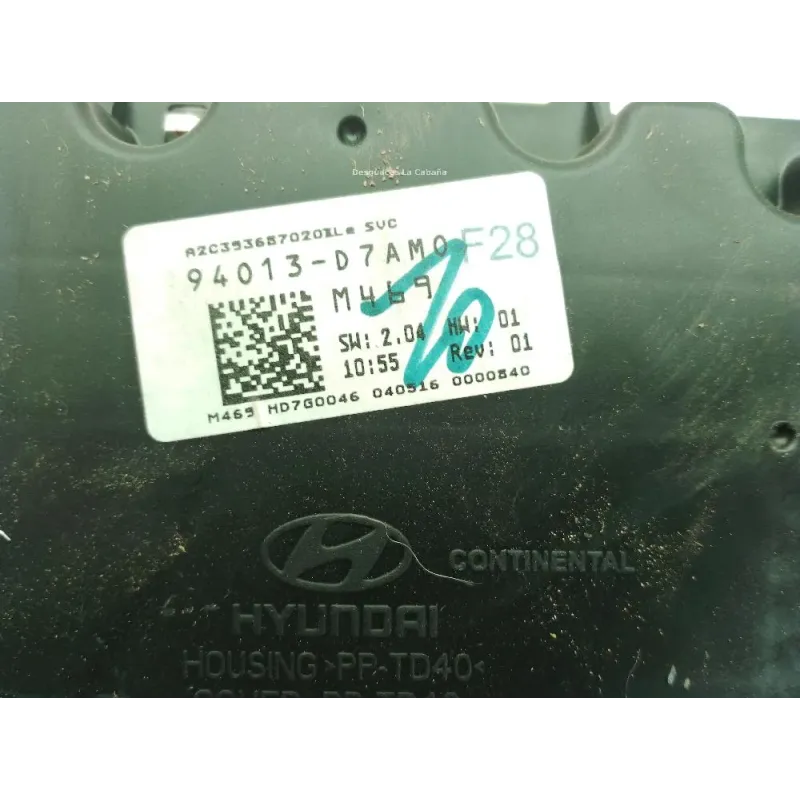 Desguaces La Cabaña
A2C3936870201Le SVC
94013-D7AM0 F28
M469
SW: 2.04 HW: 01
10:55 Rev: 01
M469 HD7G0046 040516 0000840
HYUNDAI
CONTINENTAL
HOUSING >PP-TD40<